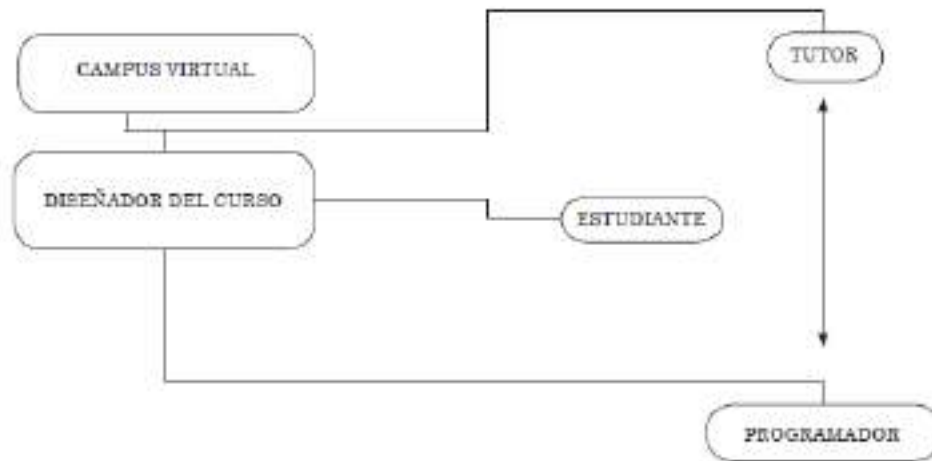 CAMPUS VIRTUAL
TUTOR
DISEÑADOR DEL CURSO
ESTUDIANTE
PROGRAMADOR